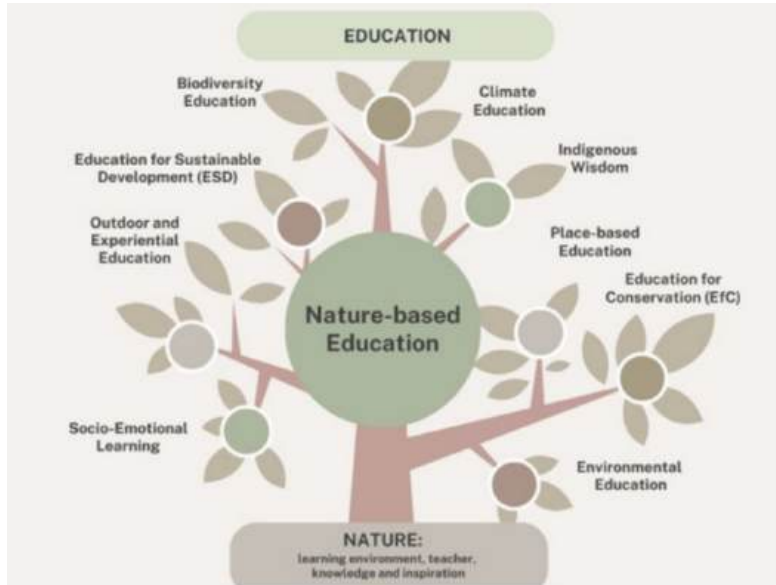 EDUCATION
Biodiversity
Education
Climate
Education
Education for Sustainable
Development (ESD)
Indigenous
Wisdom
Outdoor and
Experiential
Education
Place-based
Education
Education for
Conservation (EfC)
Nature-based
Education
Socio-Emotional
Learning
Environmental
Education
NATURE:
learning environment, teacher,
knowledge and inspiration